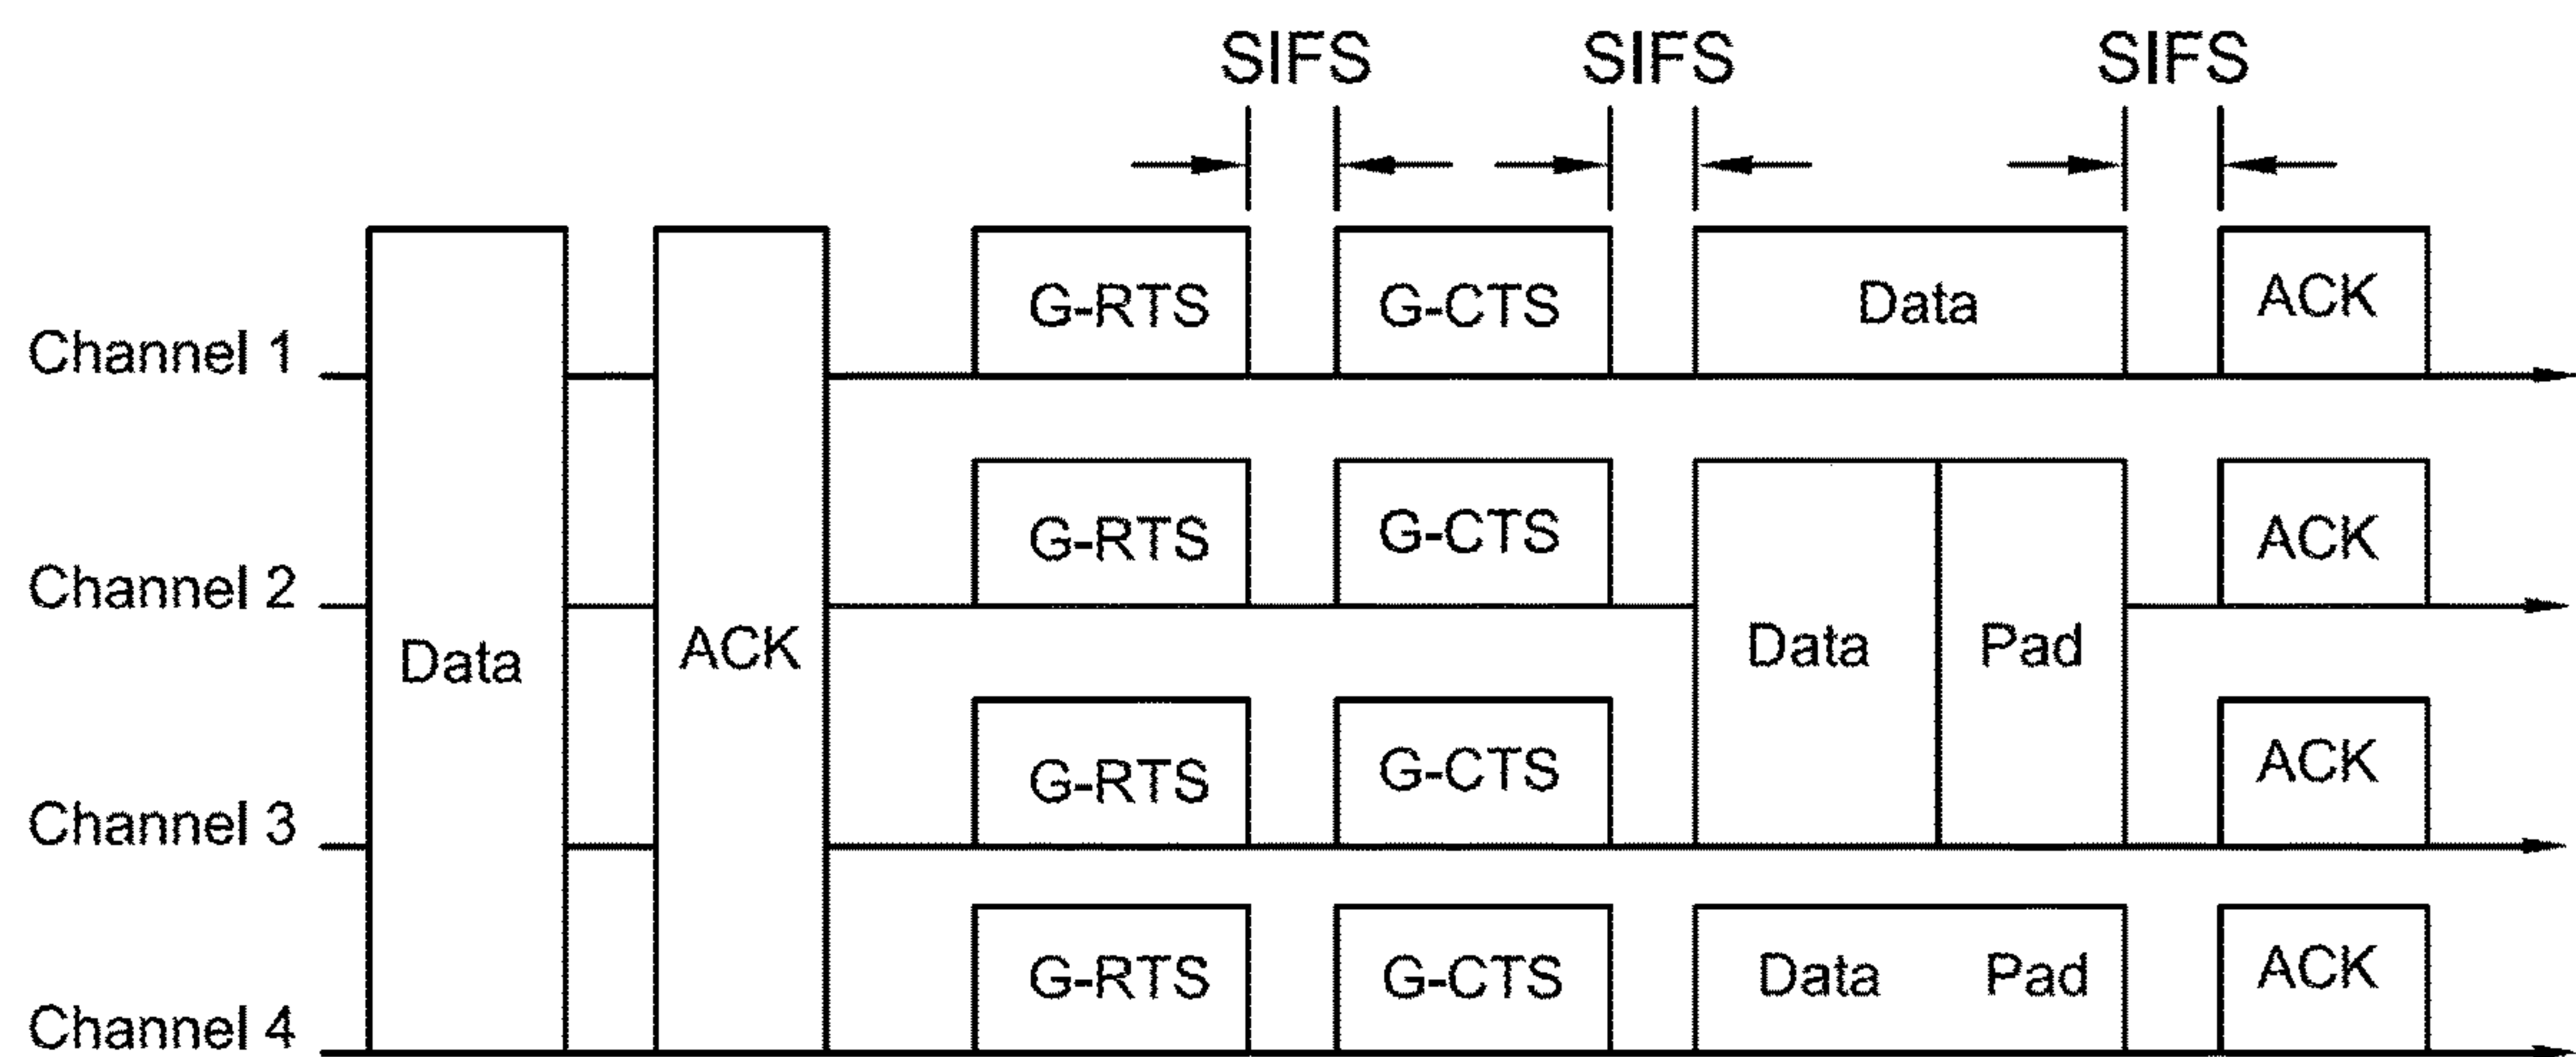 SIFS SIFS SIFS
Channel 1 G-RTS G-CTS Data ACK
Channel 2 G-RTS G-CTS ACK
Data ACK Data Pad
Channel 3 G-RTS G-CTS ACK
Channel 4 G-RTS G-CTS Data Pad ACK